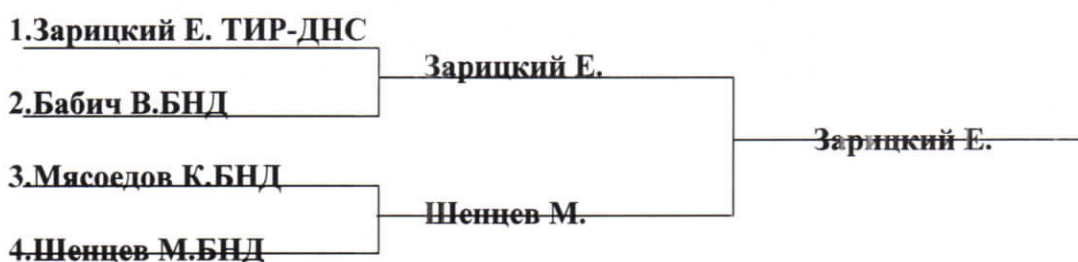 1.Зарицкий Е. ТИР-ДНС
Зарицкий Е.
2.Бабич В.БНД
Зарицкий Е.
3.Мясоедов К.БНД
Шенцев М.
4.Шенцев М.БНД